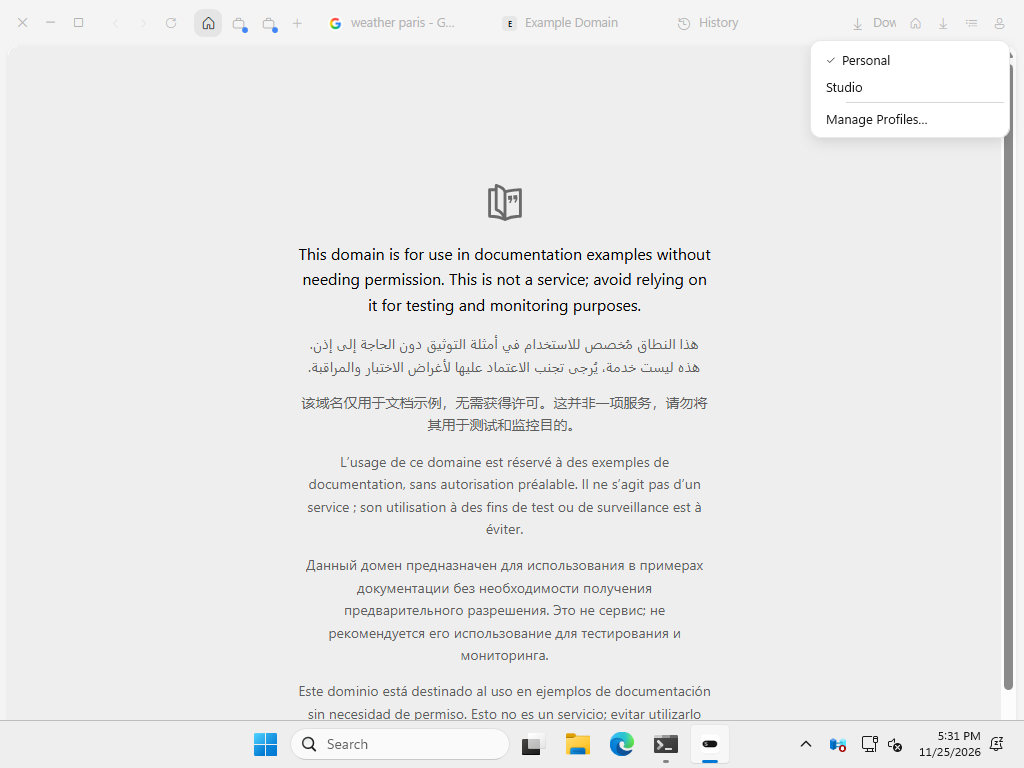 weather paris - G...
E
Example Domain
History
Dow
Personal
Studio
Manage Profiles...
This domain is for use in documentation examples without
needing permission. This is not a service; avoid relying on
it for testing and monitoring purposes.
هذا النطاق مُخصص للاستخدام في أمثلة التوثيق دون الحاجة إلى إذن.
هذه ليست خدمة، يُرجى تجنب الاعتماد عليها لأغراض الاختبار والمراقبة.
该域名仅用于文档示例，无需获得许可。这并非一项服务，请勿将
其用于测试和监控目的。
L’usage de ce domaine est réservé à des exemples de
documentation, sans autorisation préalable. Il ne s’agit pas d’un
service ; son utilisation à des fins de test ou de surveillance est à
éviter.
Данный домен предназначен для использования в примерах
документации без необходимости получения
предварительного разрешения. Это не сервис; не
рекомендуется его использование для тестирования и
мониторинга.
Este dominio está destinado al uso en ejemplos de documentación
sin necesidad de permiso. Esto no es un servicio; evitar utilizarlo
Search
5:31 PM
11/25/2026